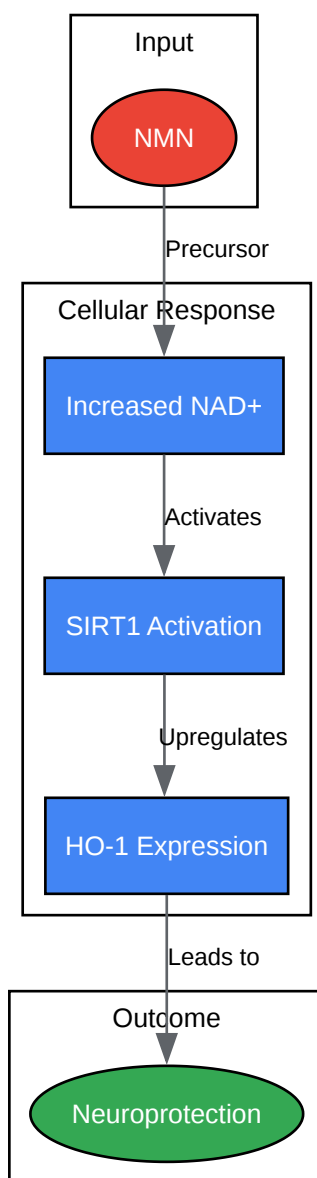 Input
NMN
Precursor
Cellular Response
Increased NAD+
Activates
SIRT1 Activation
Upregulates
HO-1 Expression
Leads to
Outcome
Neuroprotection